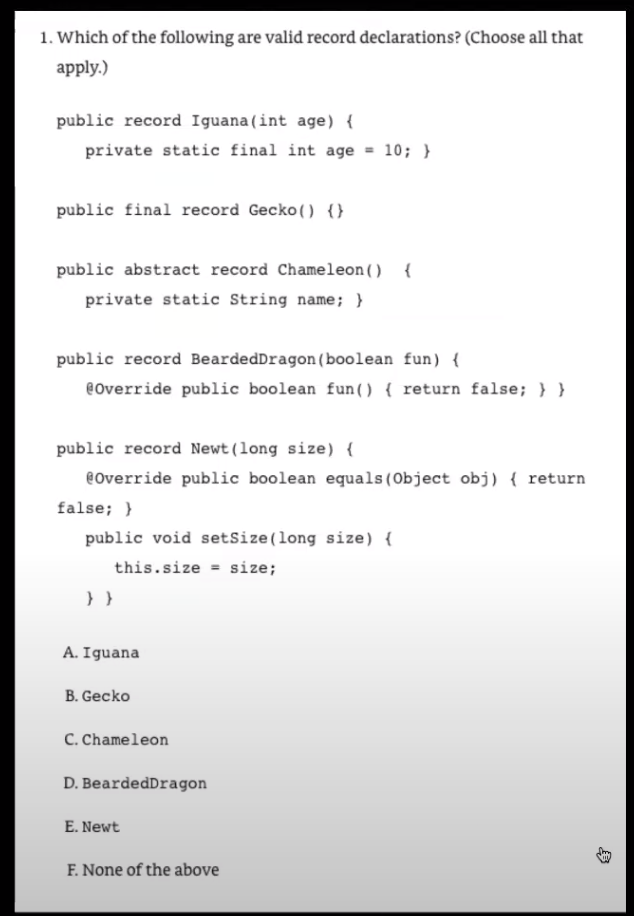 1. Which of the following are valid record declarations? (Choose all that
apply.)
public record Iguana(int age) {
private static final int age = 10; }
public final record Gecko() {}
public abstract record Chameleon() {
private static String name; }
public record BeardedDragon(boolean fun) {
@Override public boolean fun() { return false; } }
public record Newt(long size) {
@Override public boolean equals(Object obj) { return
false; }
public void setSize(long size) {
this.size = size;
} }
A. Iguana
B. Gecko
C. Chameleon
D. BeardedDragon
E. Newt
F. None of the above